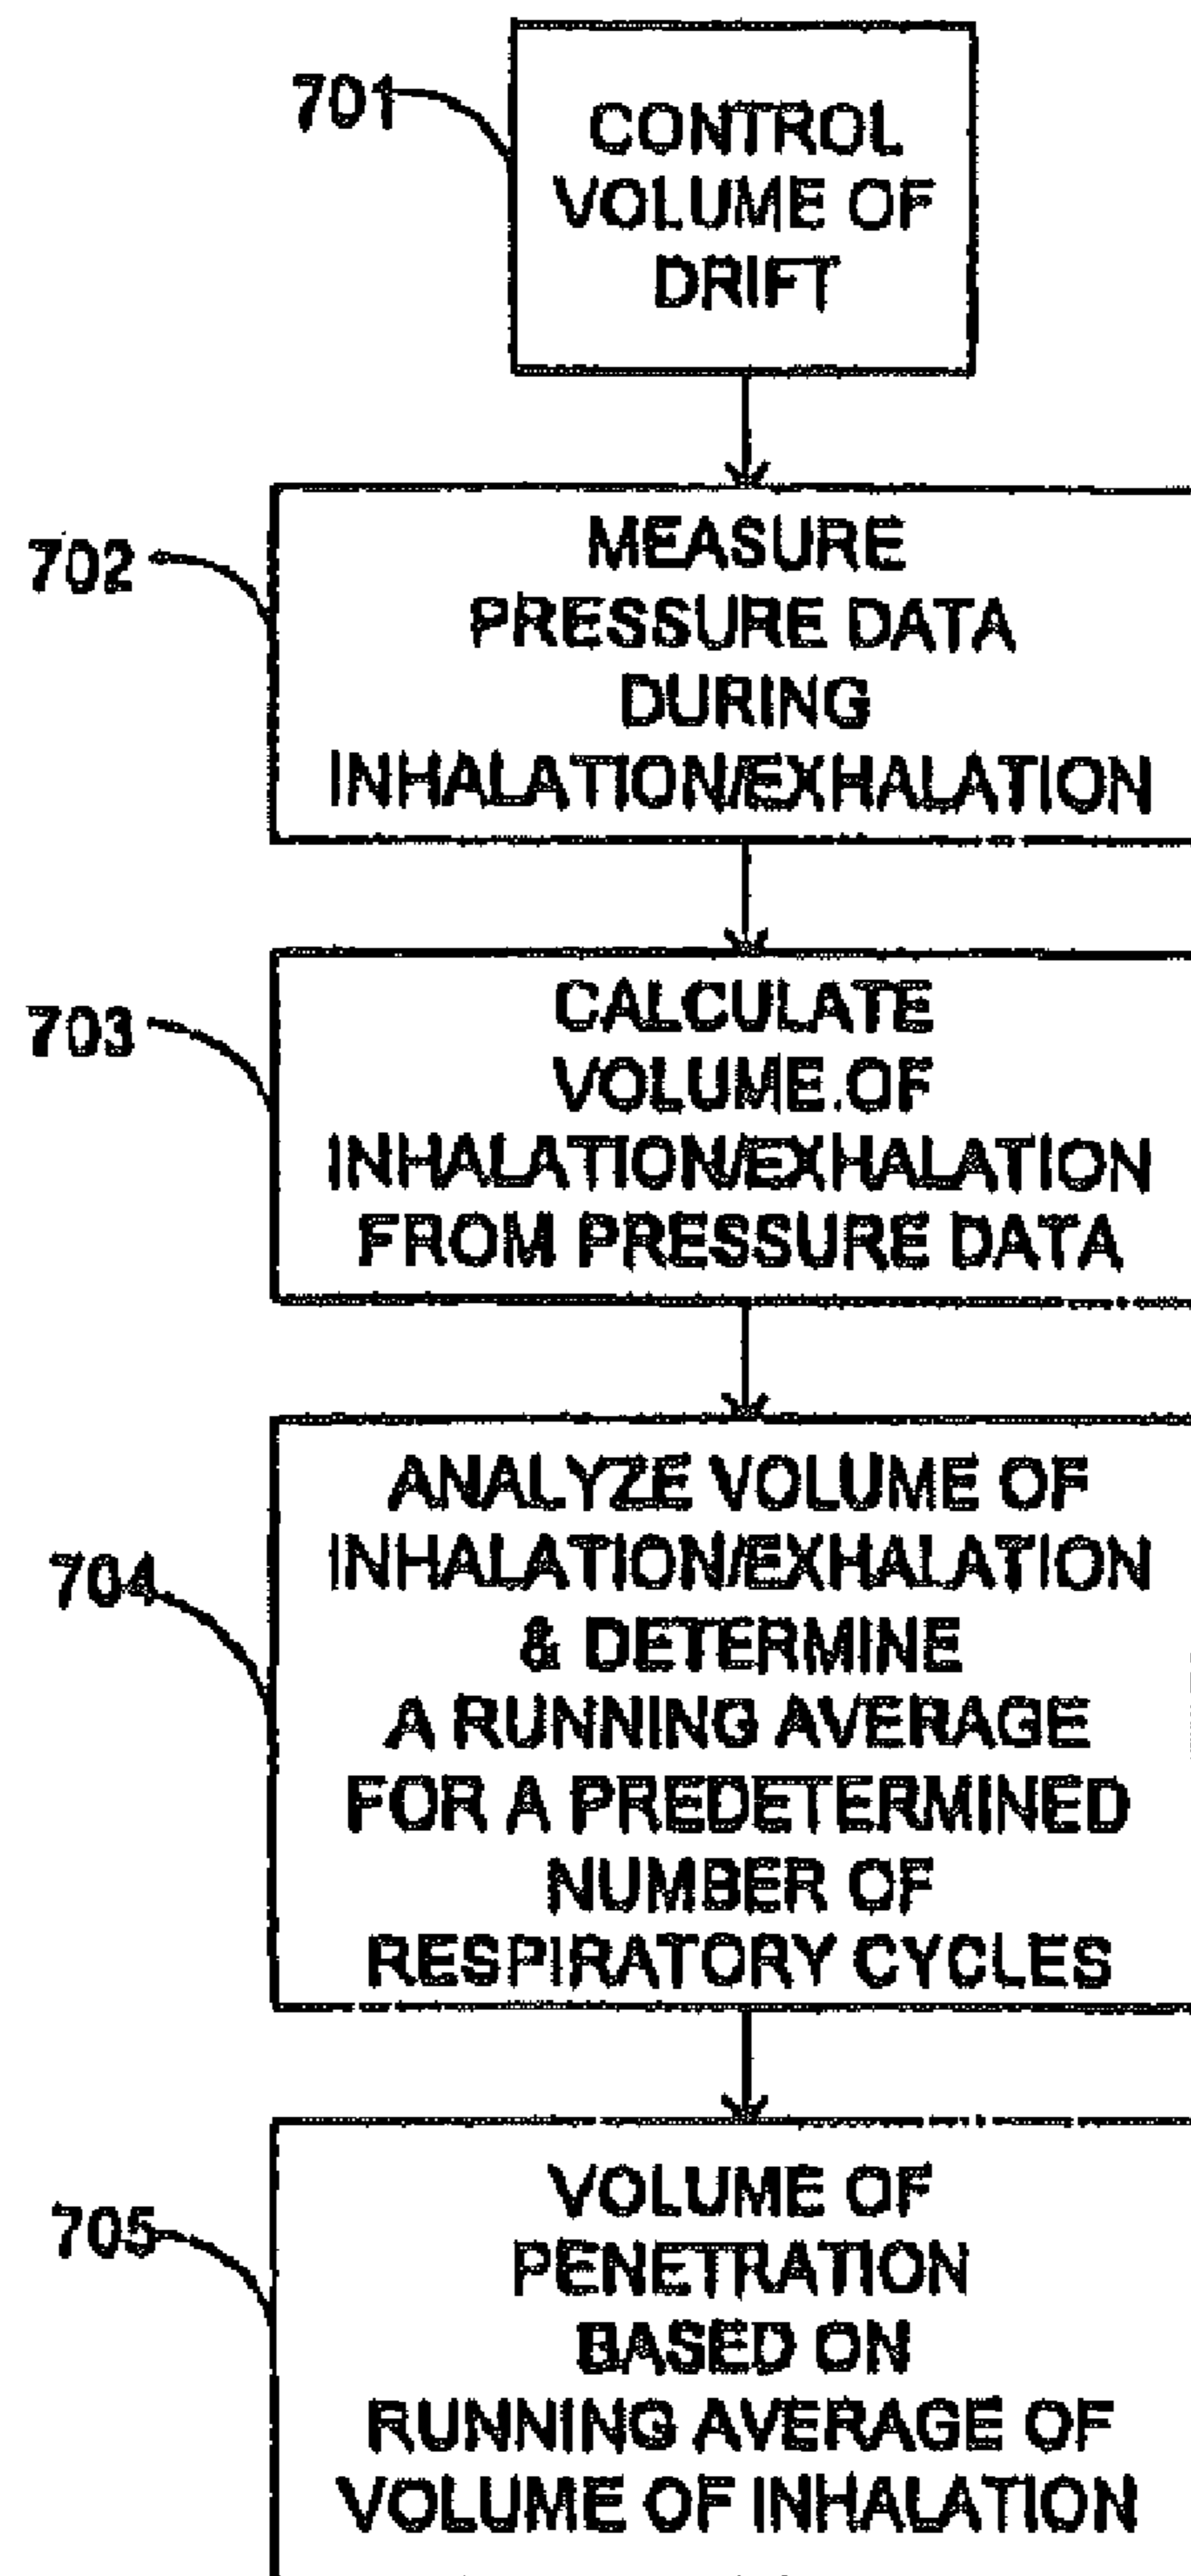 701
CONTROL
VOLUME OF
DRIFT
702
MEASURE
PRESSURE DATA
DURING
INHALATION/EXHALATION
703
CALCULATE
VOLUME OF
INHALATION/EXHALATION
FROM PRESSURE DATA
704
ANALYZE VOLUME OF
INHALATION/EXHALATION
& DETERMINE
A RUNNING AVERAGE
FOR A PREDETERMINED
NUMBER OF
RESPIRATORY CYCLES
705
VOLUME OF
PENETRATION
BASED ON
RUNNING AVERAGE OF
VOLUME OF INHALATION